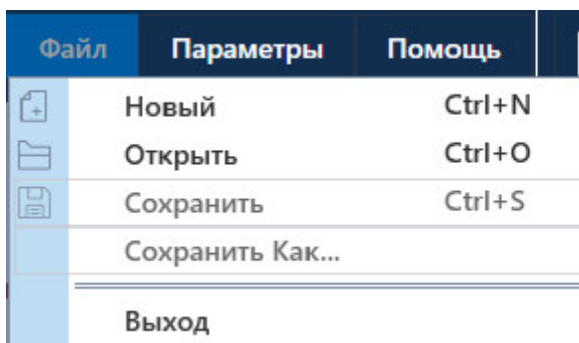 Файл Параметры Помощь
Новый Ctrl+N
Открыть Ctrl+O
Сохранить Ctrl+S
Сохранить Как...
Выход